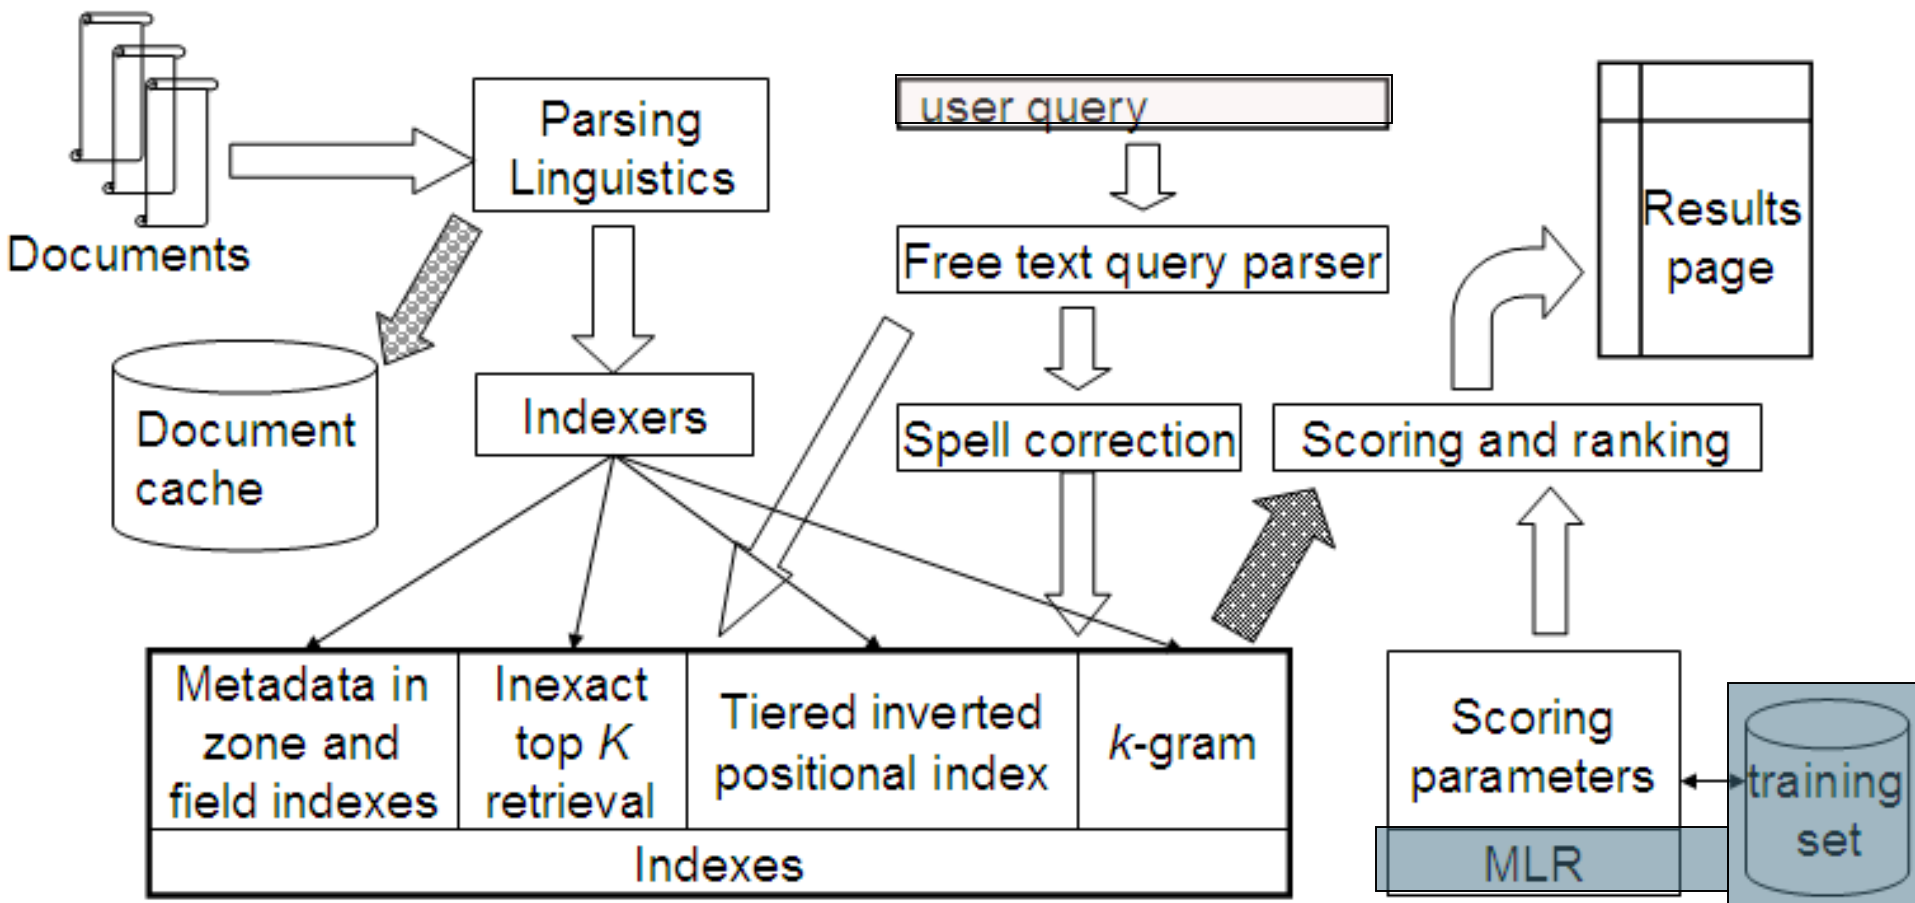 Documents
Parsing
Linguistics
user query
Free text query parser
Results
page
Document
cache
Indexers
Spell correction
Scoring and ranking
Metadata in
zone and
field indexes
Inexact
top K
retrieval
Tiered inverted
positional index
k-gram
Indexes
Scoring
parameters
MLR
training
set